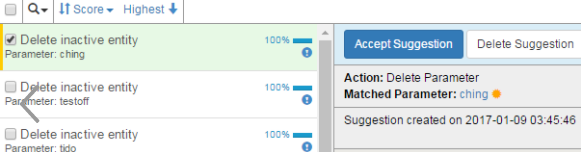 Score Highest
Delete inactive entity 100%
Parameter: ching
Delete inactive entity 100%
Parameter: testoff
Delete inactive entity 100%
Parameter: tido
Accept Suggestion Delete Suggestion
Action: Delete Parameter
Matched Parameter: ching
Suggestion created on 2017-01-09 03:45:46